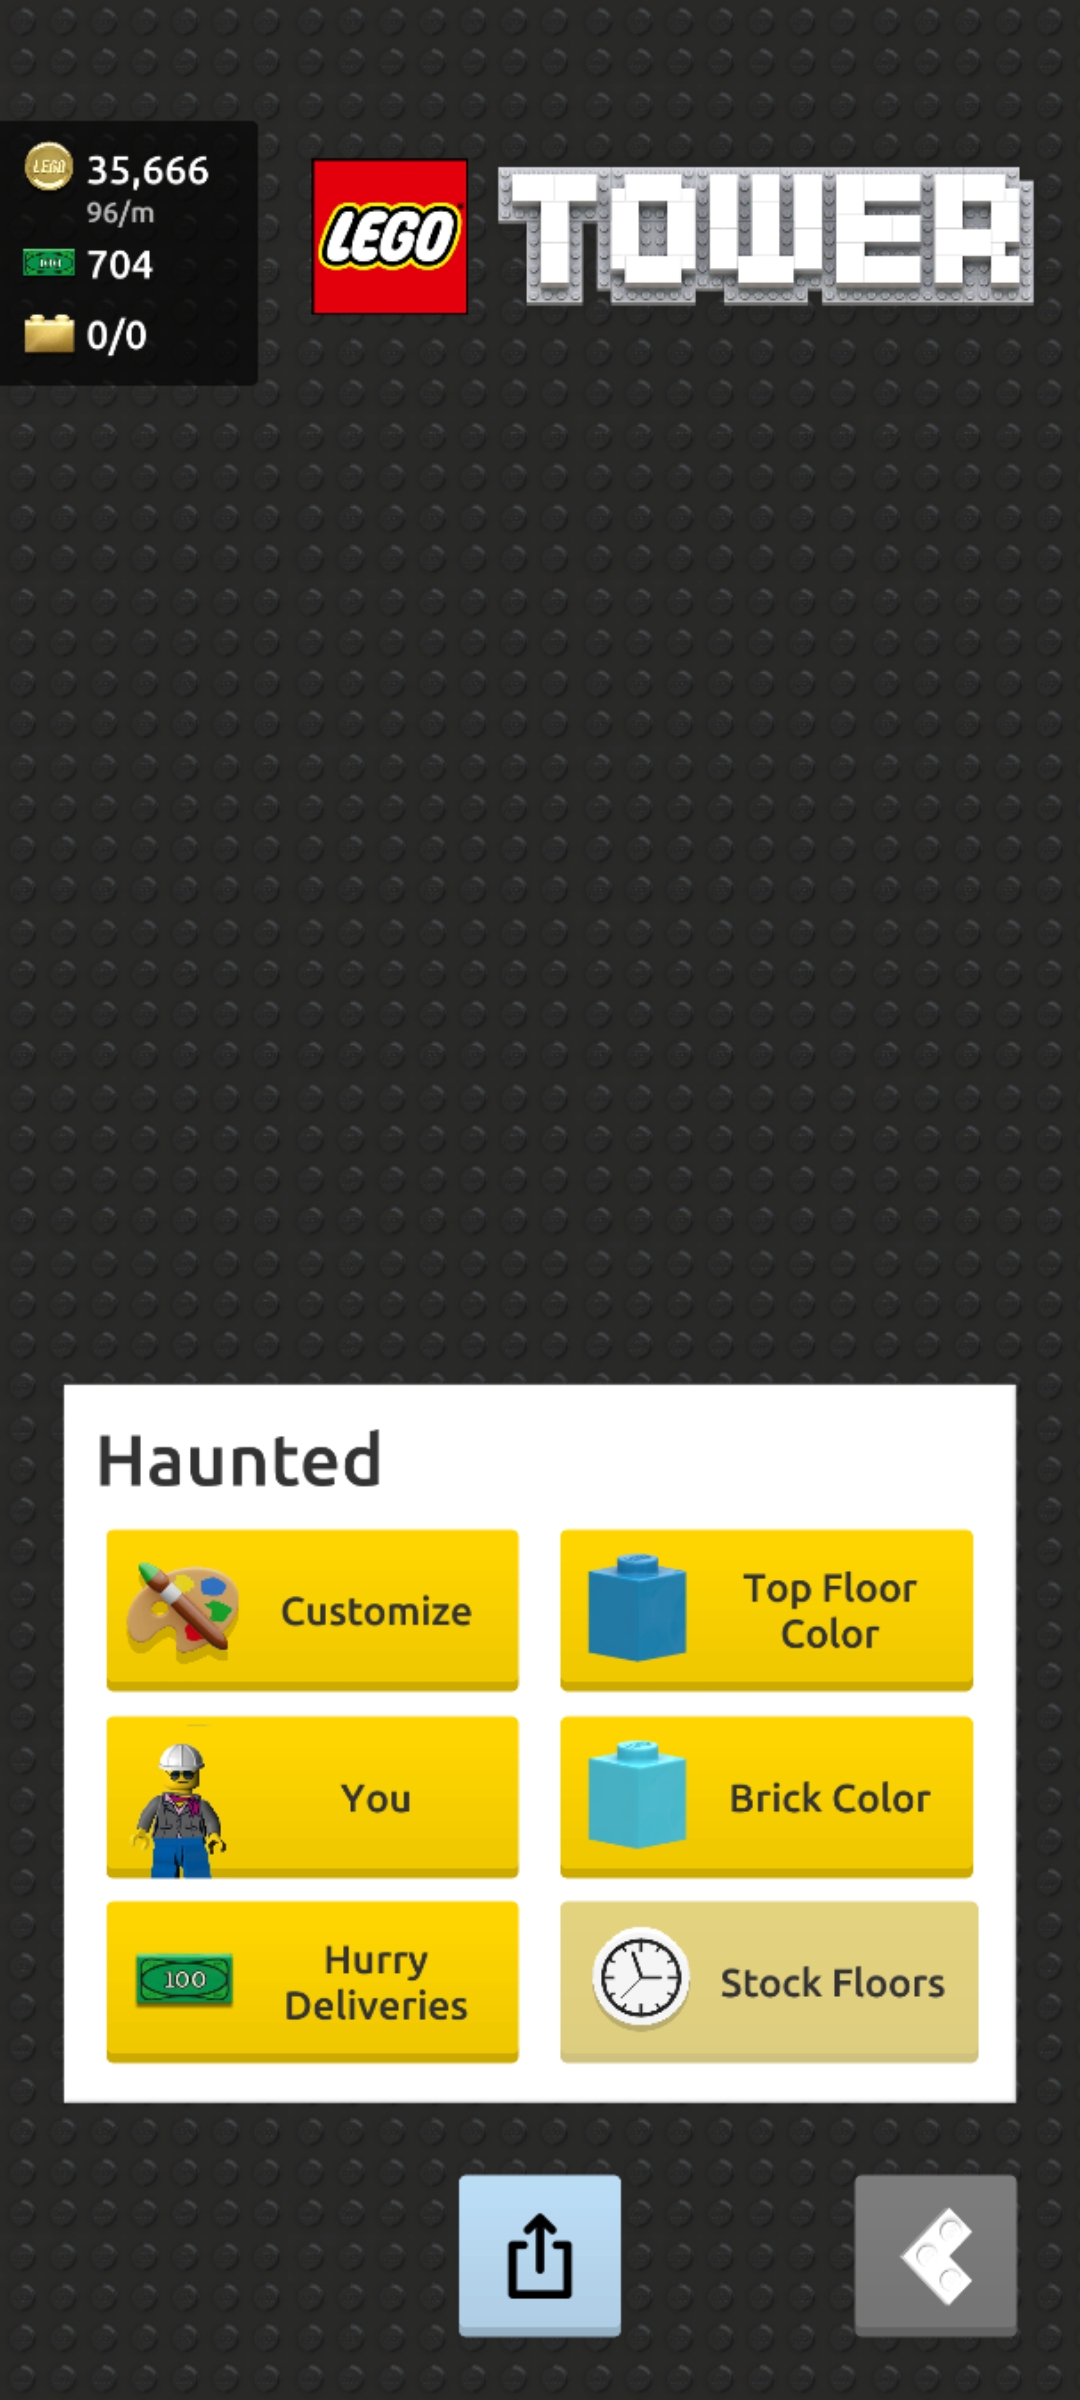 LEGO
35,666
96/m
704
0/0
LEGO
TOWER
Haunted
Customize
Top Floor
Color
You
Brick Color
100
Hurry
Deliveries
Stock Floors